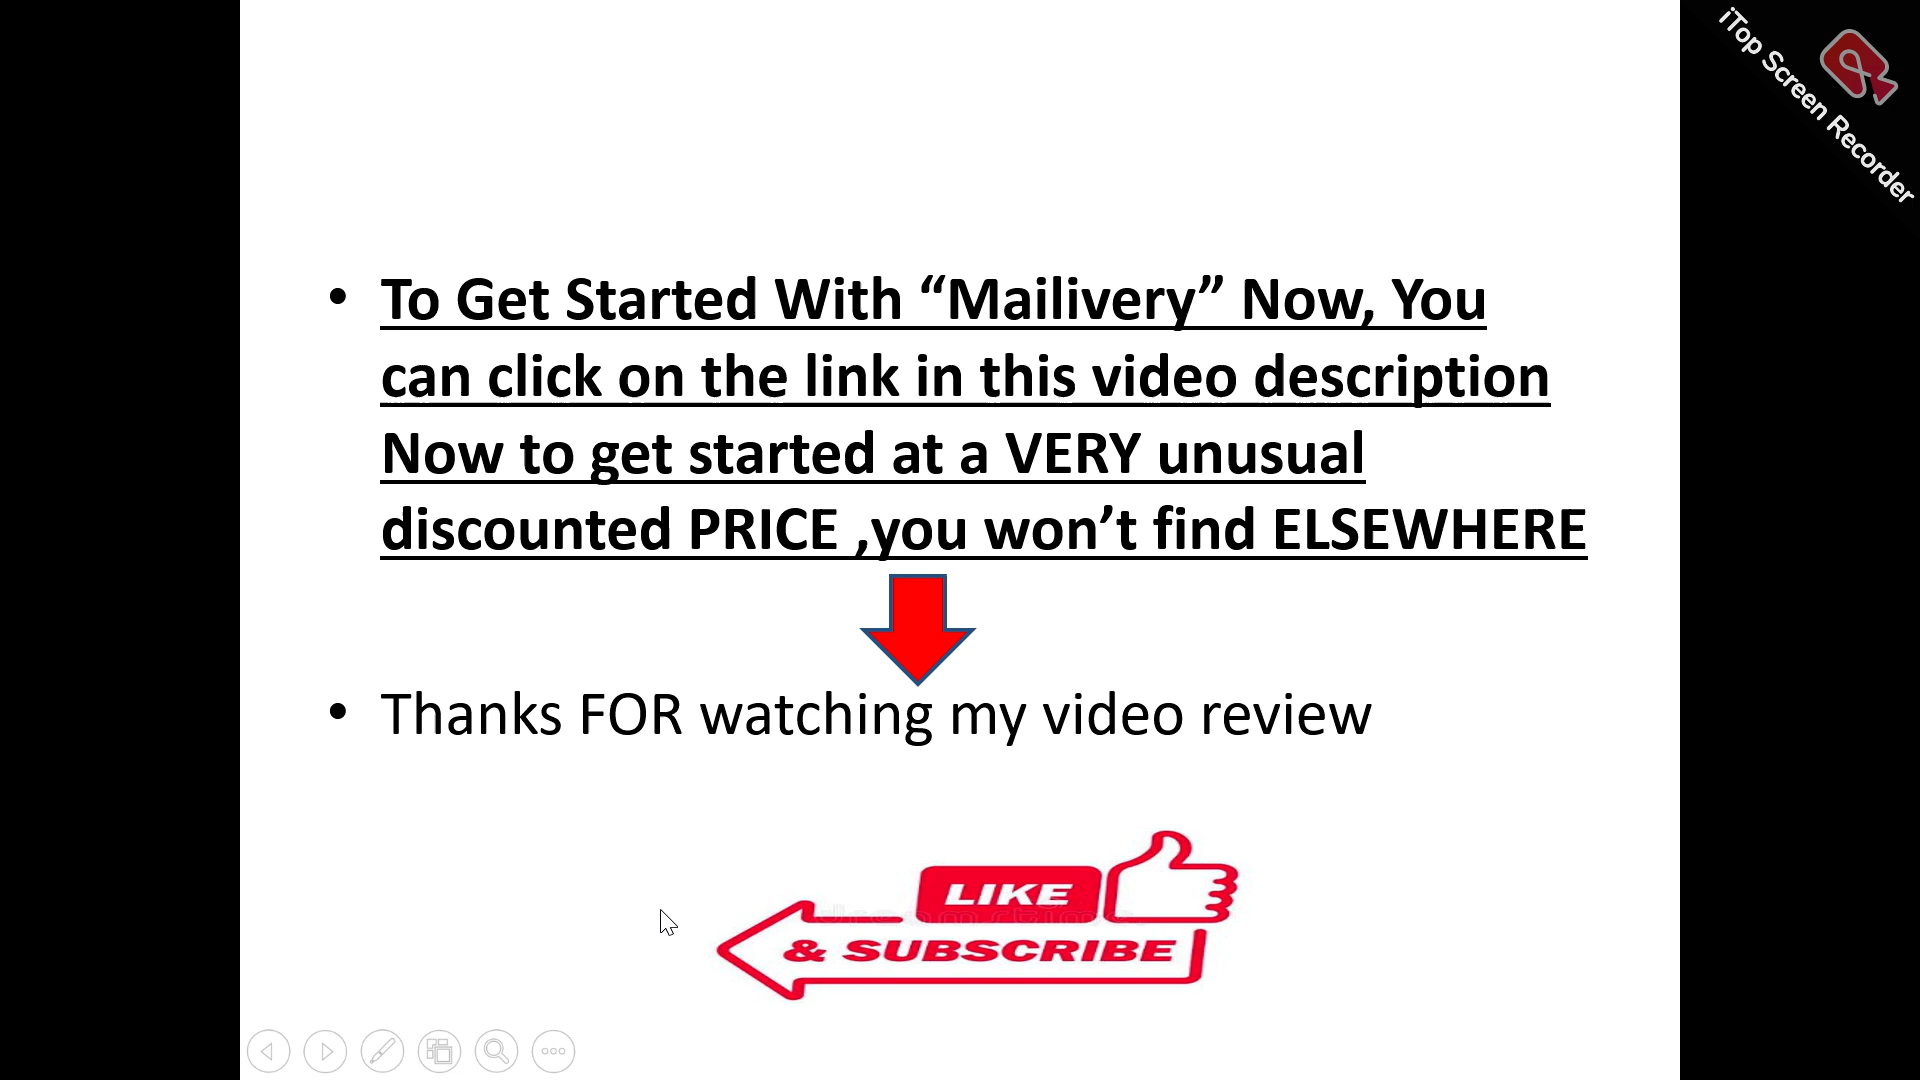 iTop Screen Recorder
• To Get Started With “Mailivery” Now, You
can click on the link in this video description
Now to get started at a VERY unusual
discounted PRICE ,you won’t find ELSEWHERE
• Thanks FOR watching my video review
LIKE
& SUBSCRIBE